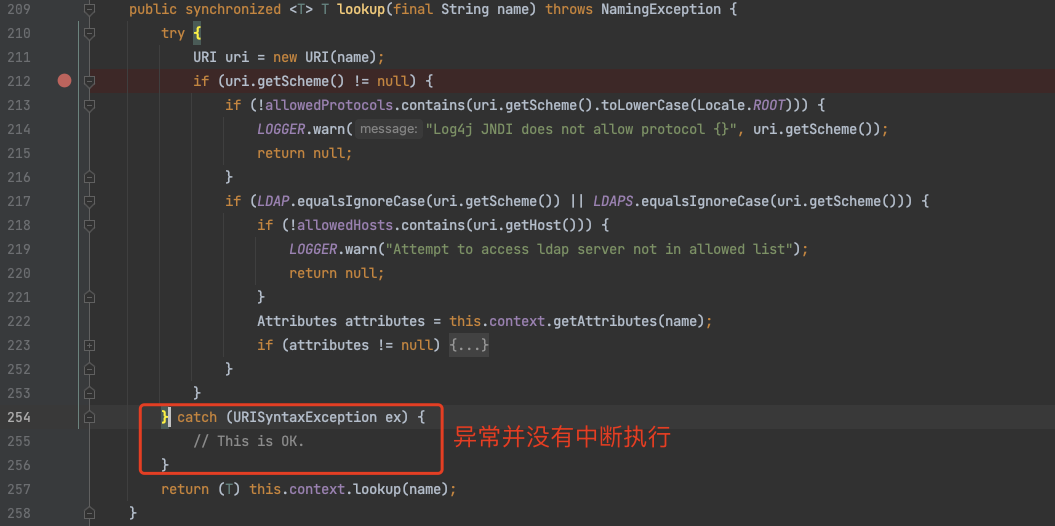 209 public synchronized <T> T lookup(final String name) throws NamingException {
210 try {
211 URI uri = new URI(name);
212 if (uri.getScheme() != null) {
213 if (!allowedProtocols.contains(uri.getScheme().toLowerCase(Locale.ROOT))) {
214 LOGGER.warn( message: "Log4j JNDI does not allow protocol {}", uri.getScheme());
215 return null;
216 }
217 if (LDAP.equalsIgnoreCase(uri.getScheme()) || LDAPS.equalsIgnoreCase(uri.getScheme())) {
218 if (!allowedHosts.contains(uri.getHost())) {
219 LOGGER.warn("Attempt to access ldap server not in allowed list");
220 return null;
221 }
222 Attributes attributes = this.context.getAttributes(name);
223 if (attributes != null) {...}
252 }
253 }
254 } catch (URISyntaxException ex) {
255 // This is OK.
异常并没有中断执行
256 }
257 return (T) this.context.lookup(name);
258 }